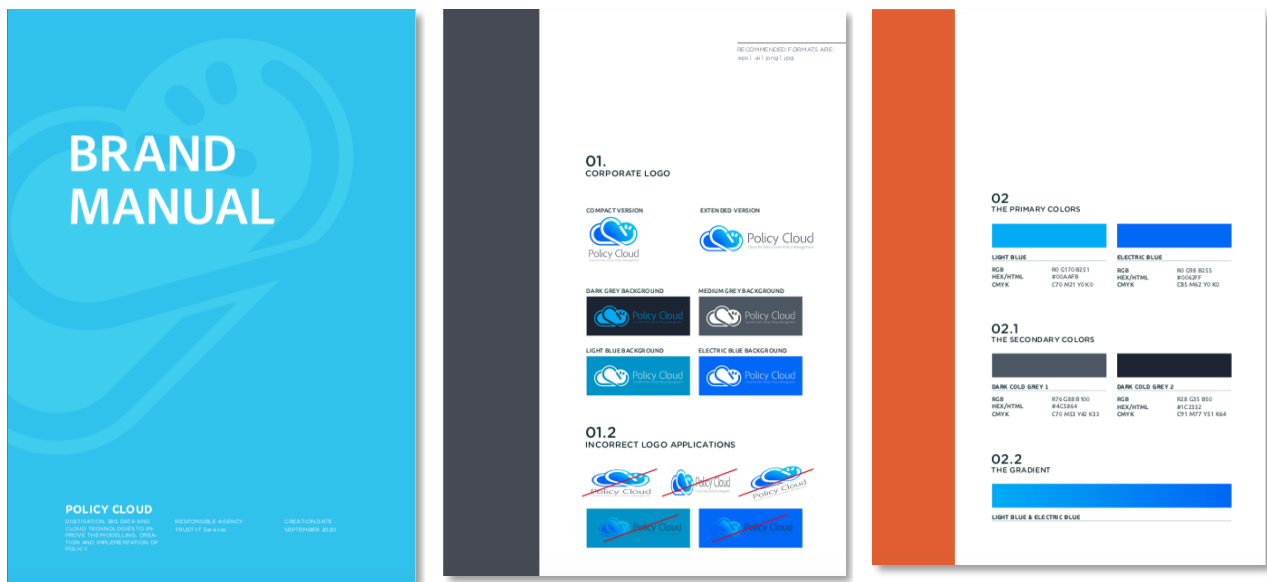 BRAND
MANUAL
POLICY CLOUD
DIGITISATION, BIG DATA AND
CLOUD TECHNOLOGIES TO IM-
PROVE THE MODELLING, CREA-
TION AND IMPLEMENTATION OF
POLICY.
RESPONSIBLE AGENCY
TRUST-IT Services
CREATION DATE
SEPTEMBER 2020
RECOMMENDED FORMATS ARE:
.eps | .ai | .png | .jpg
01.
CORPORATE LOGO
COMPACT VERSION
EXTENDED VERSION
Policy Cloud
Policy Cloud
Cloud for Data-Driven Policy Management
DARK GREY BACKGROUND
MEDIUM GREY BACKGROUND
Policy Cloud
Policy Cloud
LIGHT BLUE BACKGROUND
ELECTRIC BLUE BACKGROUND
Policy Cloud
Policy Cloud
01.2
INCORRECT LOGO APPLICATIONS
Policy Cloud
Policy Cloud
Policy Cloud
Policy Cloud
Policy Cloud
02
THE PRIMARY COLORS
LIGHT BLUE
RGB R0 G170 B251
HEX/HTML #00AAFB
CMYK C70 M21 Y0 K0
ELECTRIC BLUE
RGB R0 G98 B255
HEX/HTML #0062FF
CMYK C85 M62 Y0 K0
02.1
THE SECONDARY COLORS
DARK COLD GREY 1
RGB R76 G88 B100
HEX/HTML #4C5864
CMYK C70 M53 Y42 K33
DARK COLD GREY 2
RGB R28 G35 B50
HEX/HTML #1C2332
CMYK C91 M77 Y51 K64
02.2
THE GRADIENT
LIGHT BLUE & ELECTRIC BLUE